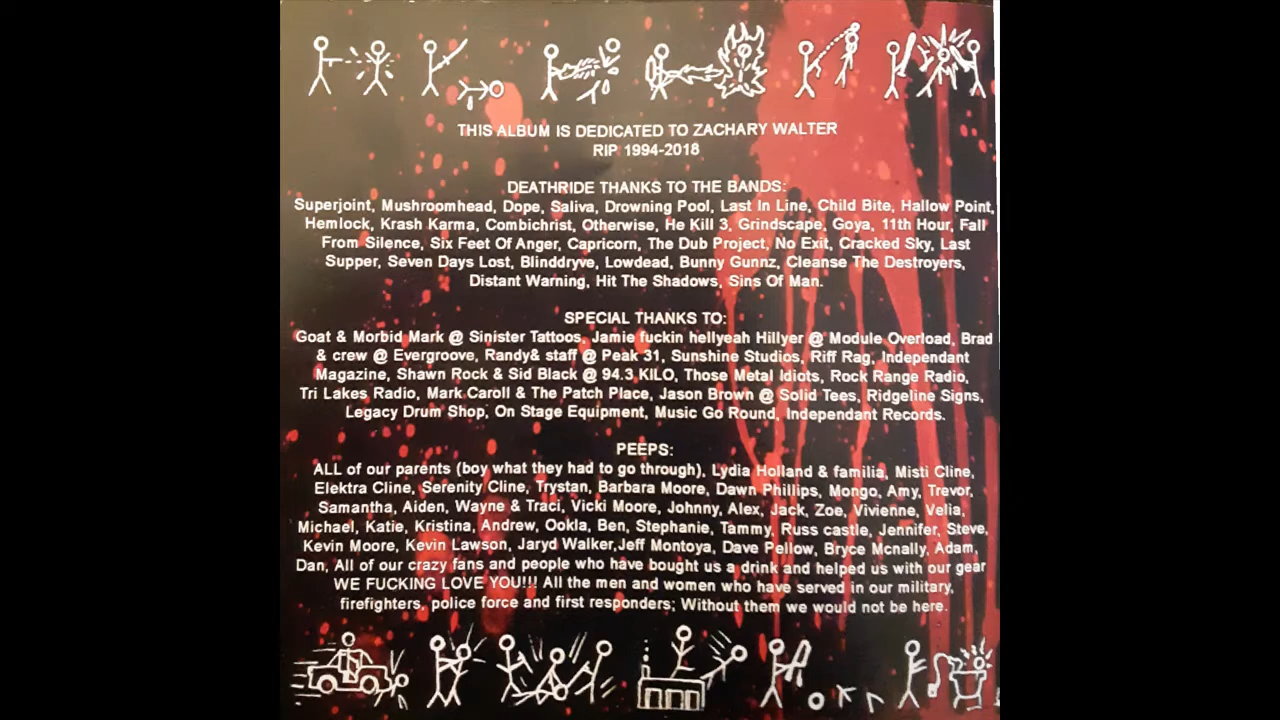 THIS ALBUM IS DEDICATED TO ZACHARY WALTER
RIP 1994-2018
DEATHRIDE THANKS TO THE BANDS:
Superjoint, Mushroomhead, Dope, Saliva, Drowning Pool, Last In Line, Child Bite, Hallow Point,
Hemlock, Krash Karma, Combichrist, Otherwise, He Kill 3, Grindscape, Goya, 11th Hour, Fall
From Silence, Six Feet Of Anger, Capricorn, The Dub Project, No Exit, Cracked Sky, Last
Supper, Seven Days Lost, Blinddryve, Lowdead, Bunny Gunnz, Cleanse The Destroyers,
Distant Warning, Hit The Shadows, Sins Of Man.
SPECIAL THANKS TO:
Goat & Morbid Mark @ Sinister Tattoos, Jamie fuckin hellyeah Hillyer @ Module Overload, Brad
& crew @ Evergroove, Randy& staff @ Peak 31, Sunshine Studios, Riff Rag, Independant
Magazine, Shawn Rock & Sid Black @ 94.3 KILO, Those Metal Idiots, Rock Range Radio,
Tri Lakes Radio, Mark Caroll & The Patch Place, Jason Brown @ Solid Tees, Ridgeline Signs,
Legacy Drum Shop, On Stage Equipment, Music Go Round, Independant Records.
PEEPS:
ALL of our parents (boy what they had to go through), Lydia Holland & familia, Misti Cline,
Elektra Cline, Serenity Cline, Trystan, Barbara Moore, Dawn Phillips, Mongo, Amy, Trevor,
Samantha, Aiden, Wayne & Traci, Vicki Moore, Johnny, Alex, Jack, Zoe, Vivienne, Velia,
Michael, Katie, Kristina, Andrew, Ookla, Ben, Stephanie, Tammy, Russ castle, Jennifer, Steve,
Kevin Moore, Kevin Lawson, Jaryd Walker,Jeff Montoya, Dave Pellow, Bryce Mcnally, Adam,
Dan, All of our crazy fans and people who have bought us a drink and helped us with our gear
WE FUCKING LOVE YOU!!! All the men and women who have served in our military,
firefighters, police force and first responders; Without them we would not be here.